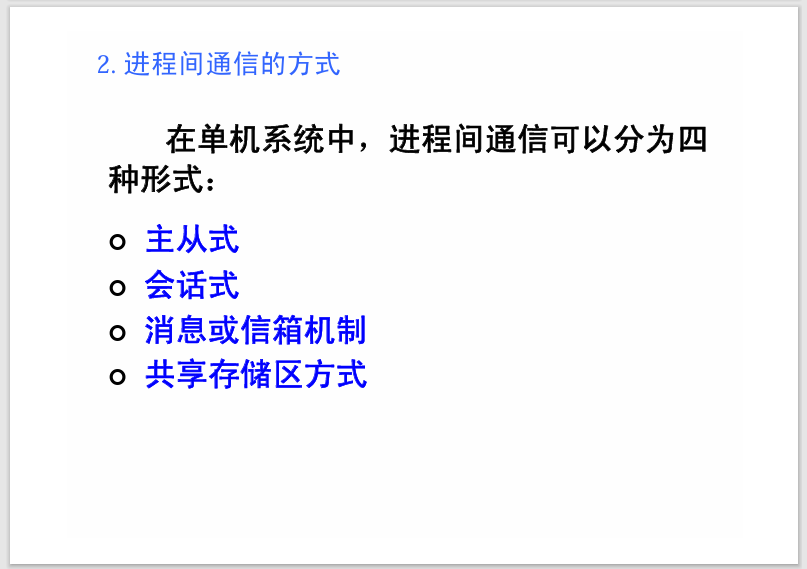 2. 进程间通信的方式
在单机系统中，进程间通信可以分为四
种形式：
主从式
会话式
消息或信箱机制
共享存储区方式